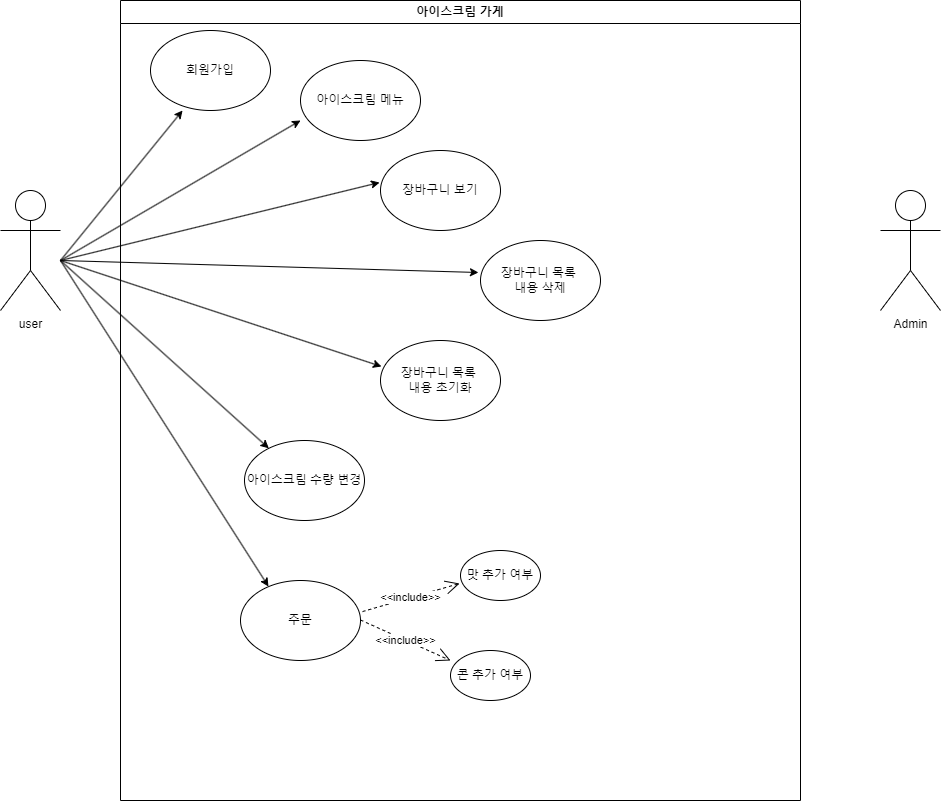 아이스크림 가게
회원가입
아이스크림 메뉴
장바구니 보기
장바구니 목록
내용 삭제
user
Admin
장바구니 목록
내용 초기화
아이스크림 수량 변경
주문
<<include>>
맛 추가 여부
<<include>>
콘 추가 여부